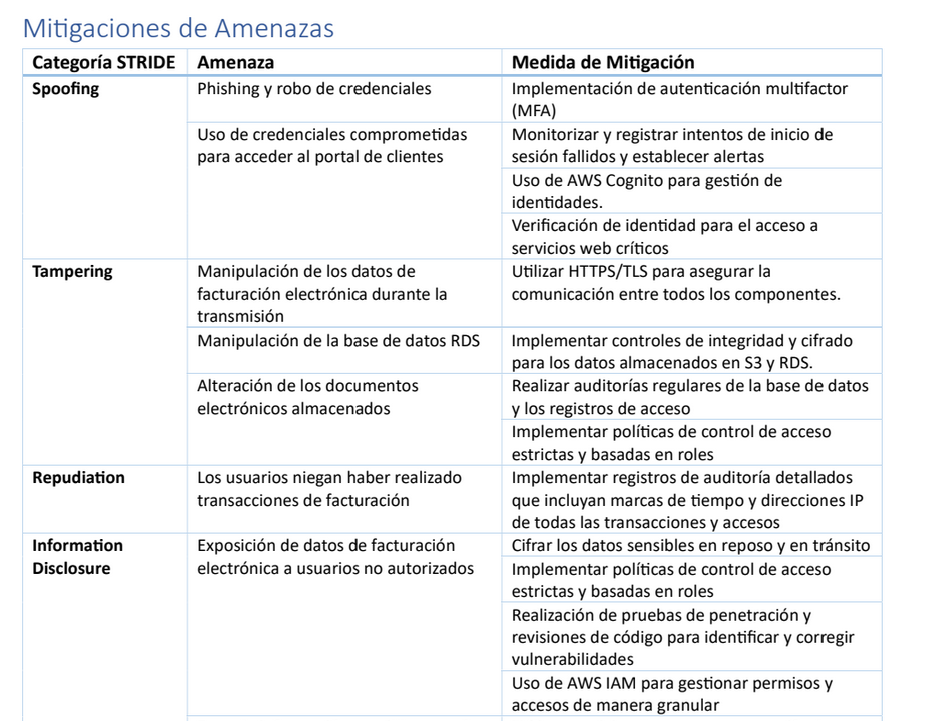 Mitigaciones de Amenazas
Categoría STRIDE Amenaza Medida de Mitigación
Spoofing Phishing y robo de credenciales Implementación de autenticación multifactor
(MFA)
Uso de credenciales comprometidas Monitorizar y registrar intentos de inicio de
para acceder al portal de clientes sesión fallidos y establecer alertas
Uso de AWS Cognito para gestión de
identidades.
Verificación de identidad para el acceso a
servicios web críticos
Tampering Manipulación de los datos de Utilizar HTTPS/TLS para asegurar la
facturación electrónica durante la comunicación entre todos los componentes.
transmisión
Manipulación de la base de datos RDS Implementar controles de integridad y cifrado
para los datos almacenados en S3 y RDS.
Alteración de los documentos Realizar auditorías regulares de la base de datos
electrónicos almacenados y los registros de acceso
Implementar políticas de control de acceso
estrictas y basadas en roles
Repudiation Los usuarios niegan haber realizado Implementar registros de auditoría detallados
transacciones de facturación que incluyan marcas de tiempo y direcciones IP
de todas las transacciones y accesos
Information Exposición de datos de facturación Cifrar los datos sensibles en reposo y en tránsito
Disclosure electrónica a usuarios no autorizados Implementar políticas de control de acceso
estrictas y basadas en roles
Realización de pruebas de penetración y
revisiones de código para identificar y corregir
vulnerabilidades
Uso de AWS IAM para gestionar permisos y
accesos de manera granular